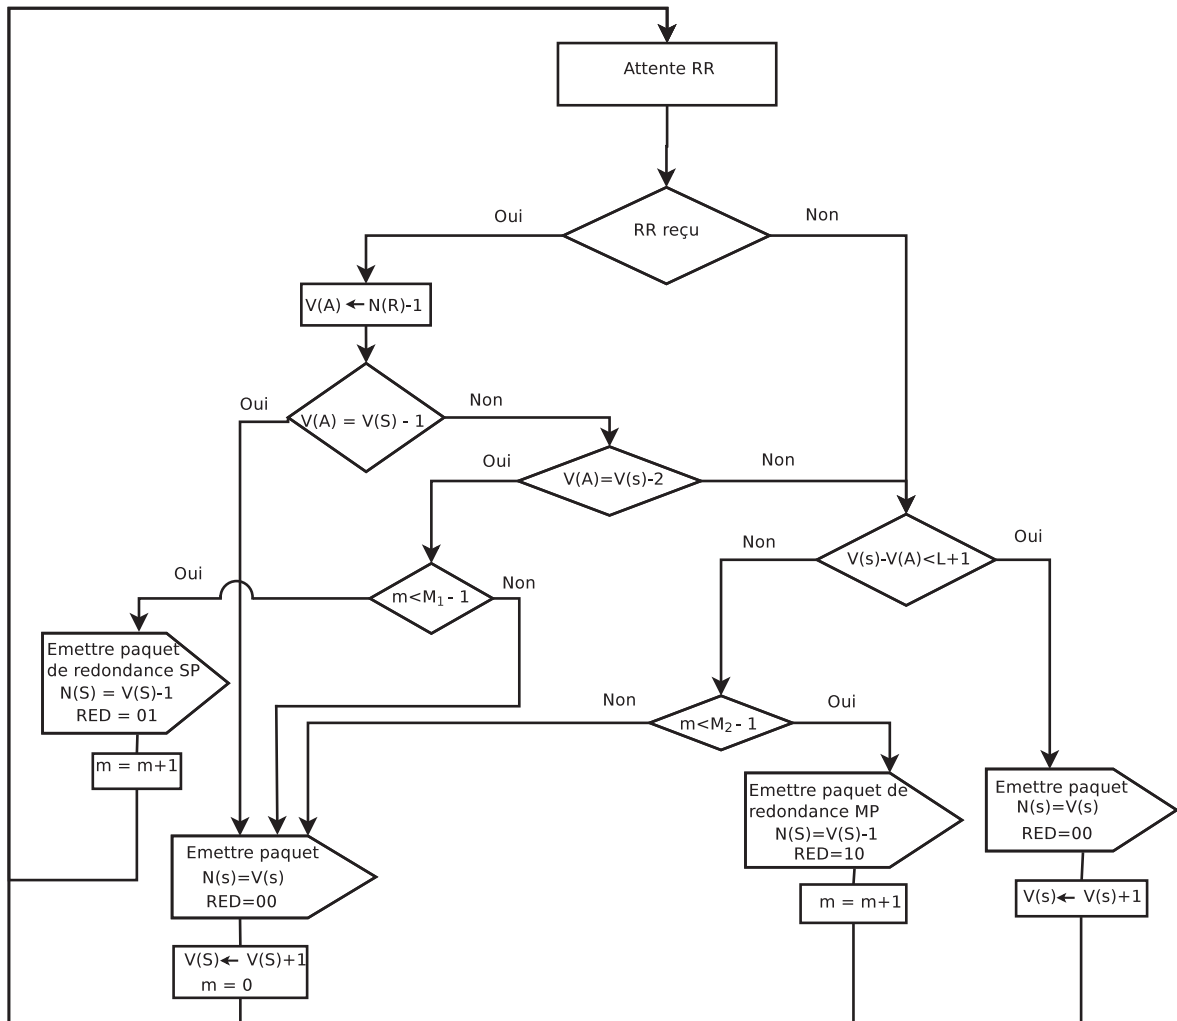 Attente RR
RR reçu
Oui
Non
V(A) ← N(R)-1
V(A) = V(S) - 1
Oui
Non
V(A)=V(s)-2
Oui
Non
V(s)-V(A)<L+1
Non
Oui
m<M₁ - 1
Oui
Non
Emettre paquet
de redondance SP
N(S) = V(S)-1
RED = 01
m = m+1
m<M₂ - 1
Non
Oui
Emettre paquet de
redondance MP
N(S)=V(S)-1
RED=10
m = m+1
Emettre paquet
N(s)=V(s)
RED=00
V(s)← V(s)+1
Emettre paquet
N(s)=V(s)
RED=00
V(S)← V(S)+1
m = 0